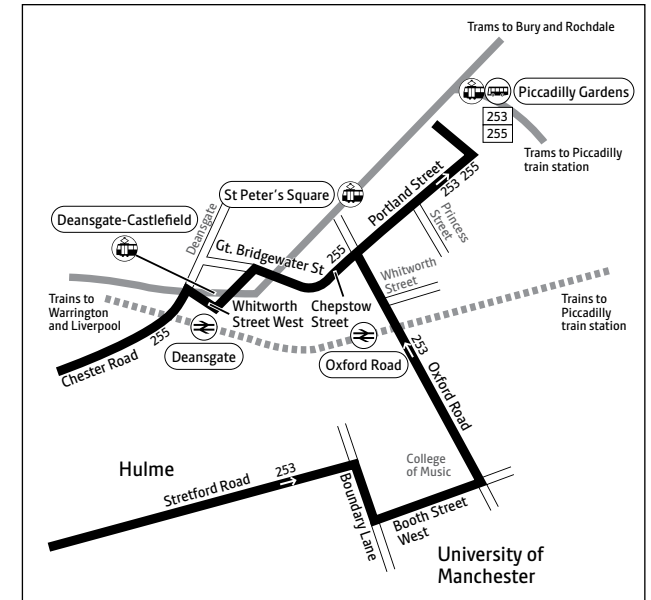 Trams to Bury and Rochdale
Piccadilly Gardens
253
255
Trams to Piccadilly
train station
Portland Street
253 255
St Peter's Square
Princess
Street
Deansgate
Deansgate-Castlefield
Gt. Bridgewater St
255
Whitworth
Street
Trains to
Warrington
and Liverpool
Whitworth
Street West
Chepstow
Street
Trains to
Piccadilly
train station
255
Deansgate
Oxford Road
Chester Road
253
Oxford Road
College
of Music
Hulme
253
Stretford Road
Boundary Lane
Booth Street
West
University of
Manchester